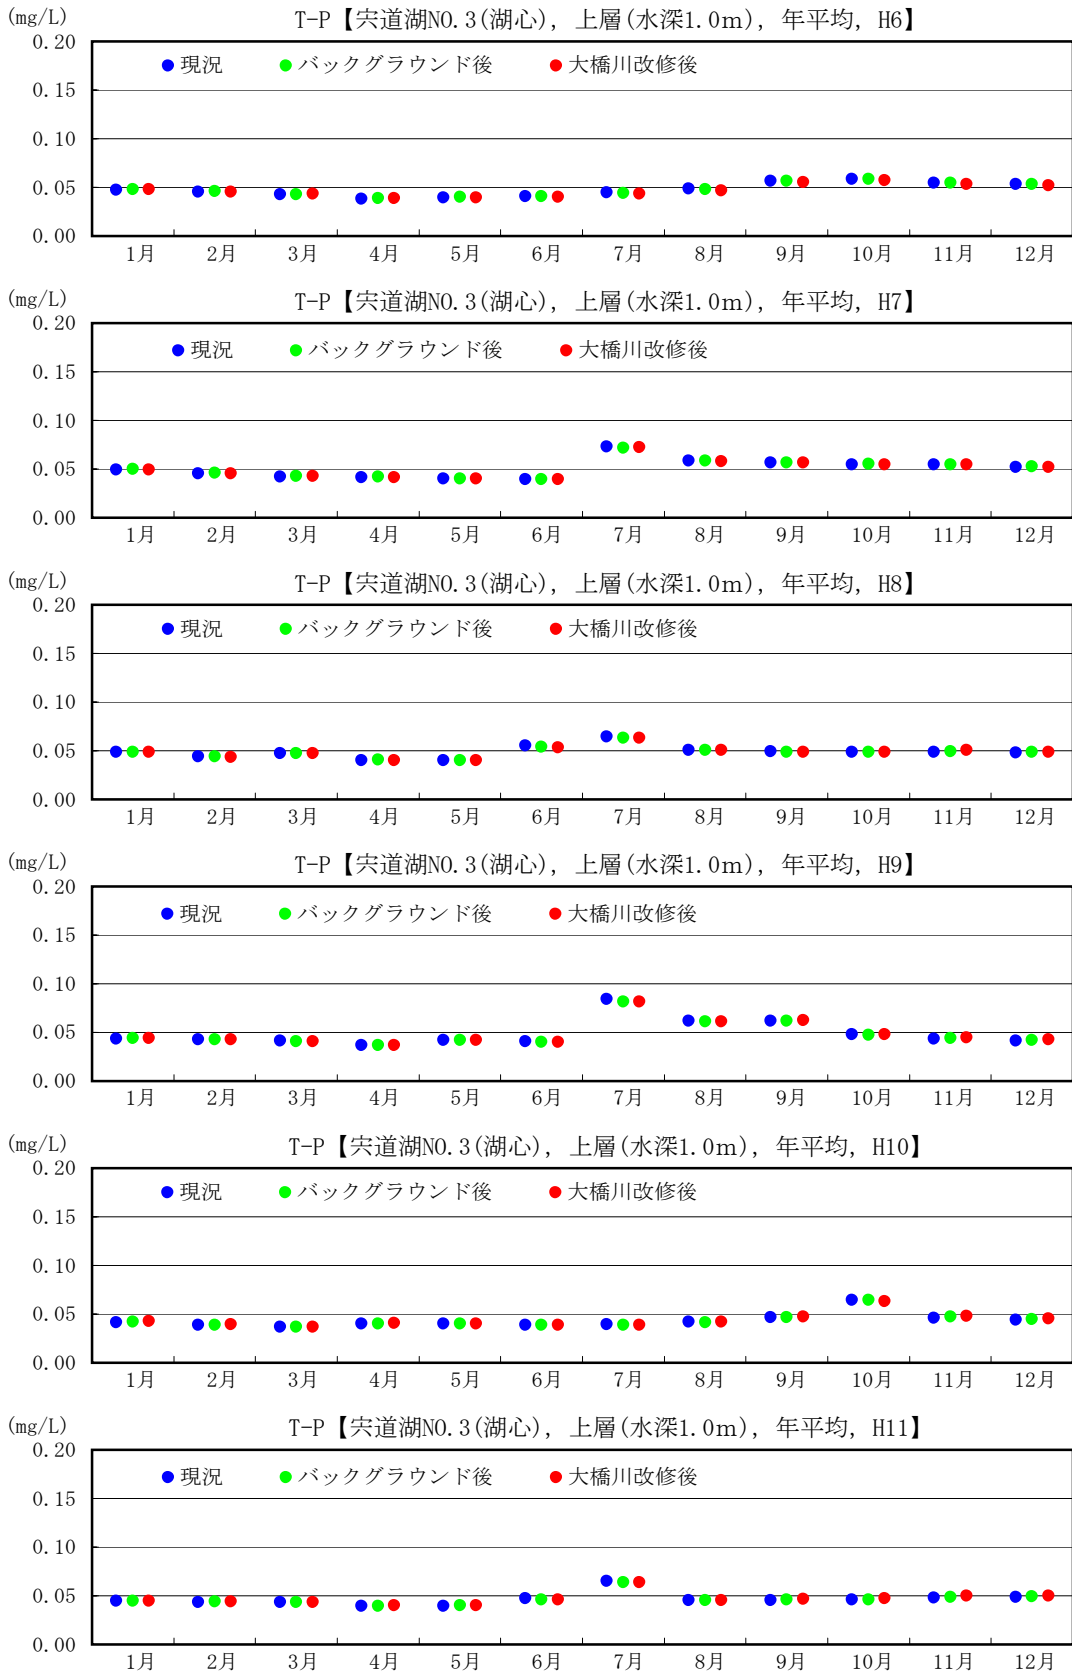 (mg/L) T-P【宍道湖NO.3(湖心), 上層(水深1.0m), 年平均, H6】
0.20
● 現況 ● バックグラウンド後 ● 大橋川改修後
0.15
0.10
0.05
0.00
1月 2月 3月 4月 5月 6月 7月 8月 9月 10月 11月 12月
(mg/L) T-P【宍道湖NO.3(湖心), 上層(水深1.0m), 年平均, H7】
0.20
● 現況 ● バックグラウンド後 ● 大橋川改修後
0.15
0.10
0.05
0.00
1月 2月 3月 4月 5月 6月 7月 8月 9月 10月 11月 12月
(mg/L) T-P【宍道湖NO.3(湖心), 上層(水深1.0m), 年平均, H8】
0.20
● 現況 ● バックグラウンド後 ● 大橋川改修後
0.15
0.10
0.05
0.00
1月 2月 3月 4月 5月 6月 7月 8月 9月 10月 11月 12月
(mg/L) T-P【宍道湖NO.3(湖心), 上層(水深1.0m), 年平均, H9】
0.20
● 現況 ● バックグラウンド後 ● 大橋川改修後
0.15
0.10
0.05
0.00
1月 2月 3月 4月 5月 6月 7月 8月 9月 10月 11月 12月
(mg/L) T-P【宍道湖NO.3(湖心), 上層(水深1.0m), 年平均, H10】
0.20
● 現況 ● バックグラウンド後 ● 大橋川改修後
0.15
0.10
0.05
0.00
1月 2月 3月 4月 5月 6月 7月 8月 9月 10月 11月 12月
(mg/L) T-P【宍道湖NO.3(湖心), 上層(水深1.0m), 年平均, H11】
0.20
● 現況 ● バックグラウンド後 ● 大橋川改修後
0.15
0.10
0.05
0.00
1月 2月 3月 4月 5月 6月 7月 8月 9月 10月 11月 12月